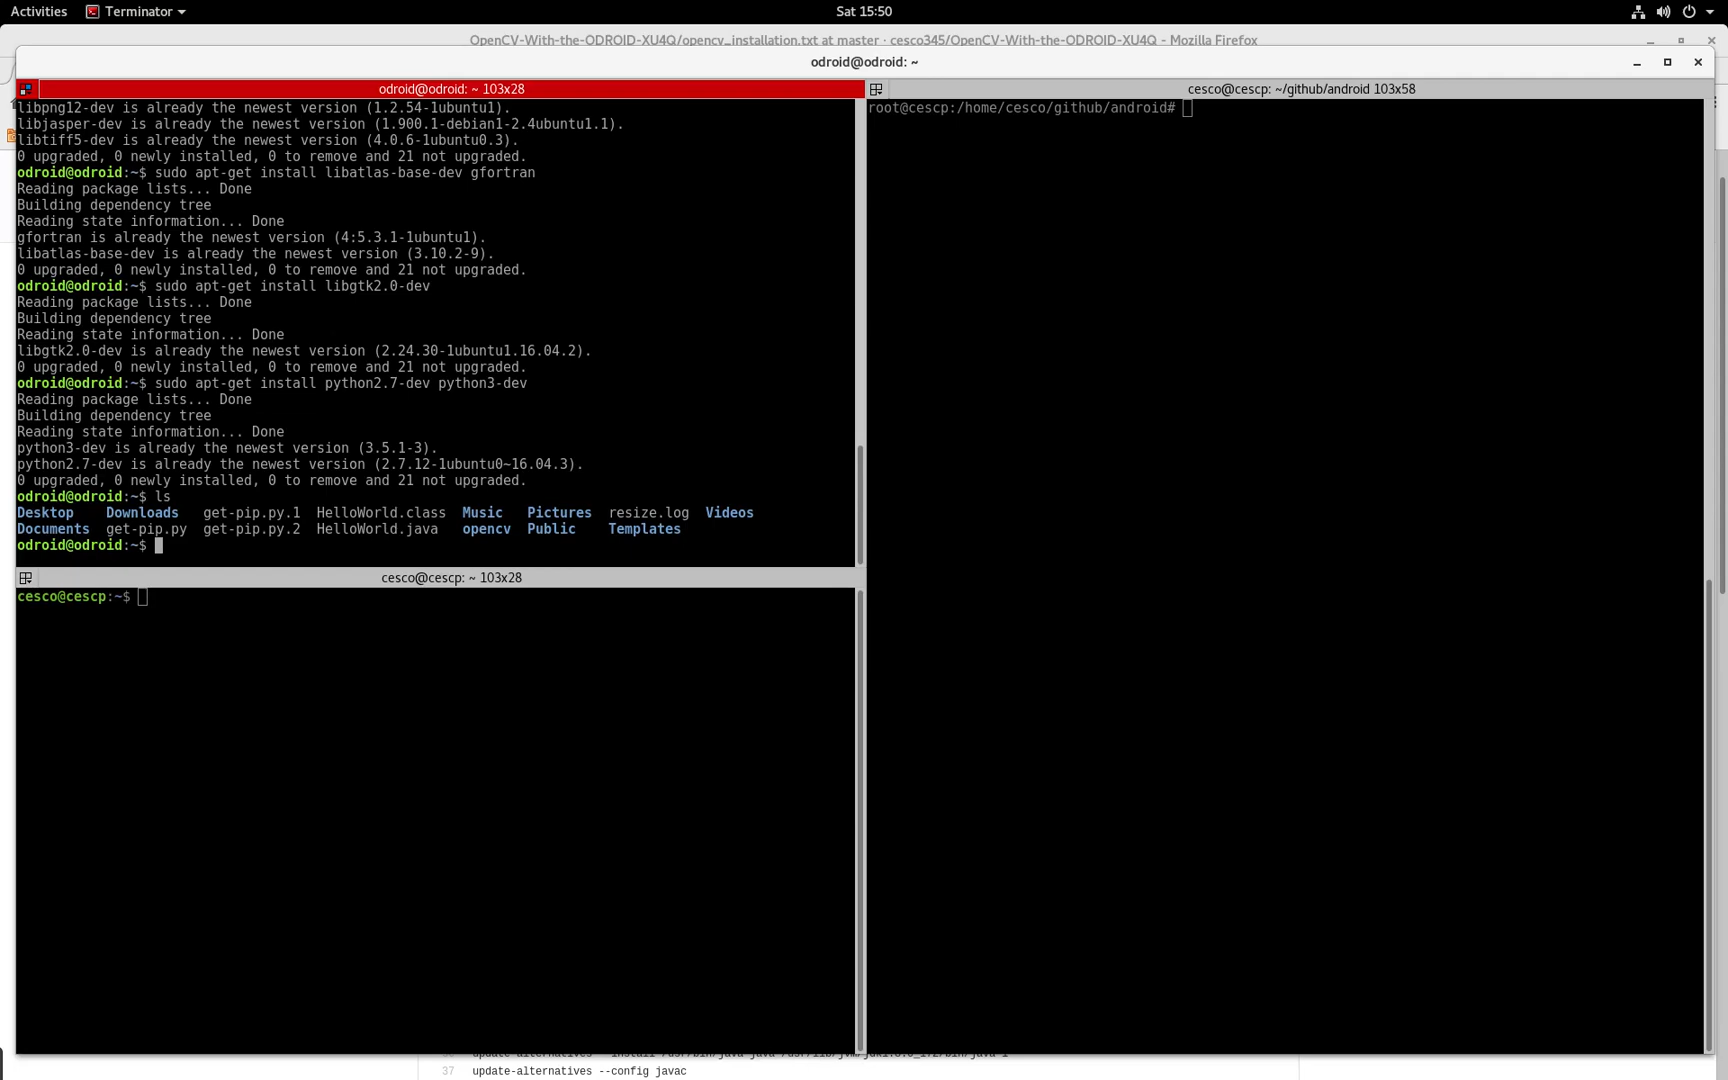 Activities Terminator Sat 15:50
OpenCV-With-the-ODROID-XU4Q/opencv_installation.txt at master · cesco345/OpenCV-With-the-ODROID-XU4Q - Mozilla Firefox
odroid@odroid: ~
odroid@odroid: ~ 103x28
libpng12-dev is already the newest version (1.2.54-1ubuntu1).
libjasper-dev is already the newest version (1.900.1-debian1-2.4ubuntu1.1).
libtiff5-dev is already the newest version (4.0.6-1ubuntu0.3).
0 upgraded, 0 newly installed, 0 to remove and 21 not upgraded.
odroid@odroid:~$ sudo apt-get install libatlas-base-dev gfortran
Reading package lists... Done
Building dependency tree
Reading state information... Done
gfortran is already the newest version (4:5.3.1-1ubuntu1).
libatlas-base-dev is already the newest version (3.10.2-9).
0 upgraded, 0 newly installed, 0 to remove and 21 not upgraded.
odroid@odroid:~$ sudo apt-get install libgtk2.0-dev
Reading package lists... Done
Building dependency tree
Reading state information... Done
libgtk2.0-dev is already the newest version (2.24.30-1ubuntu1.16.04.2).
0 upgraded, 0 newly installed, 0 to remove and 21 not upgraded.
odroid@odroid:~$ sudo apt-get install python2.7-dev python3-dev
Reading package lists... Done
Building dependency tree
Reading state information... Done
python3-dev is already the newest version (3.5.1-3).
python2.7-dev is already the newest version (2.7.12-1ubuntu0~16.04.3).
0 upgraded, 0 newly installed, 0 to remove and 21 not upgraded.
odroid@odroid:~$ ls
Desktop Downloads get-pip.py.1 HelloWorld.class Music Pictures resize.log Videos
Documents get-pip.py get-pip.py.2 HelloWorld.java opencv Public Templates
odroid@odroid:~$
cesco@cescp: ~ 103x28
cesco@cescp:~$
cesco@cescp: ~/github/android 103x58
root@cescp:/home/cesco/github/android#
37 update-alternatives --config javac